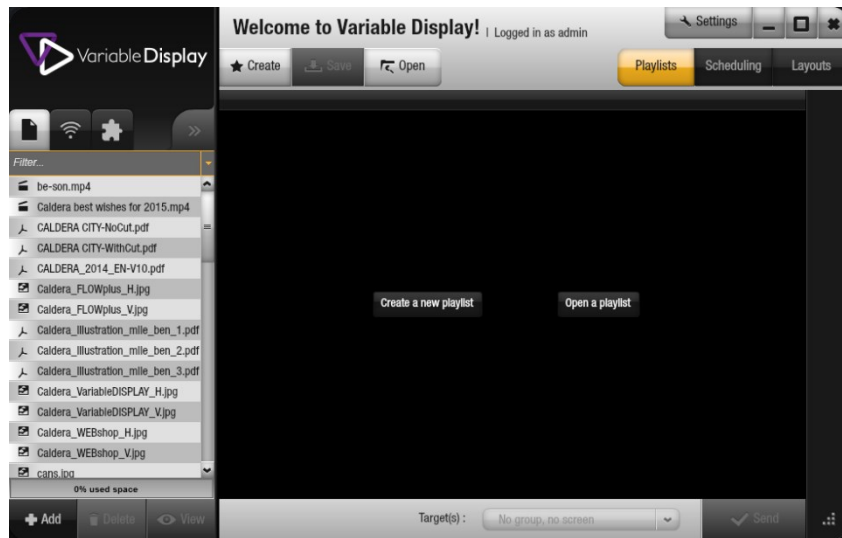 Variable Display
Welcome to Variable Display! | Logged in as admin
Settings
Create
Save
Open
Playlists
Scheduling
Layouts
Filter...
be-son.mp4
Caldera best wishes for 2015.mp4
CALDERA CITY-NoCut.pdf
CALDERA CITY-WithCut.pdf
CALDERA_2014_EN-V10.pdf
Caldera_FLOWplus_H.jpg
Caldera_FLOWplus_V.jpg
Caldera_Illustration_mlle_ben_1.pdf
Caldera_Illustration_mlle_ben_2.pdf
Caldera_Illustration_mlle_ben_3.pdf
Caldera_VariableDISPLAY_H.jpg
Caldera_VariableDISPLAY_V.jpg
Caldera_WEBshop_H.jpg
Caldera_WEBshop_V.jpg
cans.jpg
Create a new playlist
Open a playlist
0% used space
Add
Delete
View
Target(s) :
No group, no screen
Send